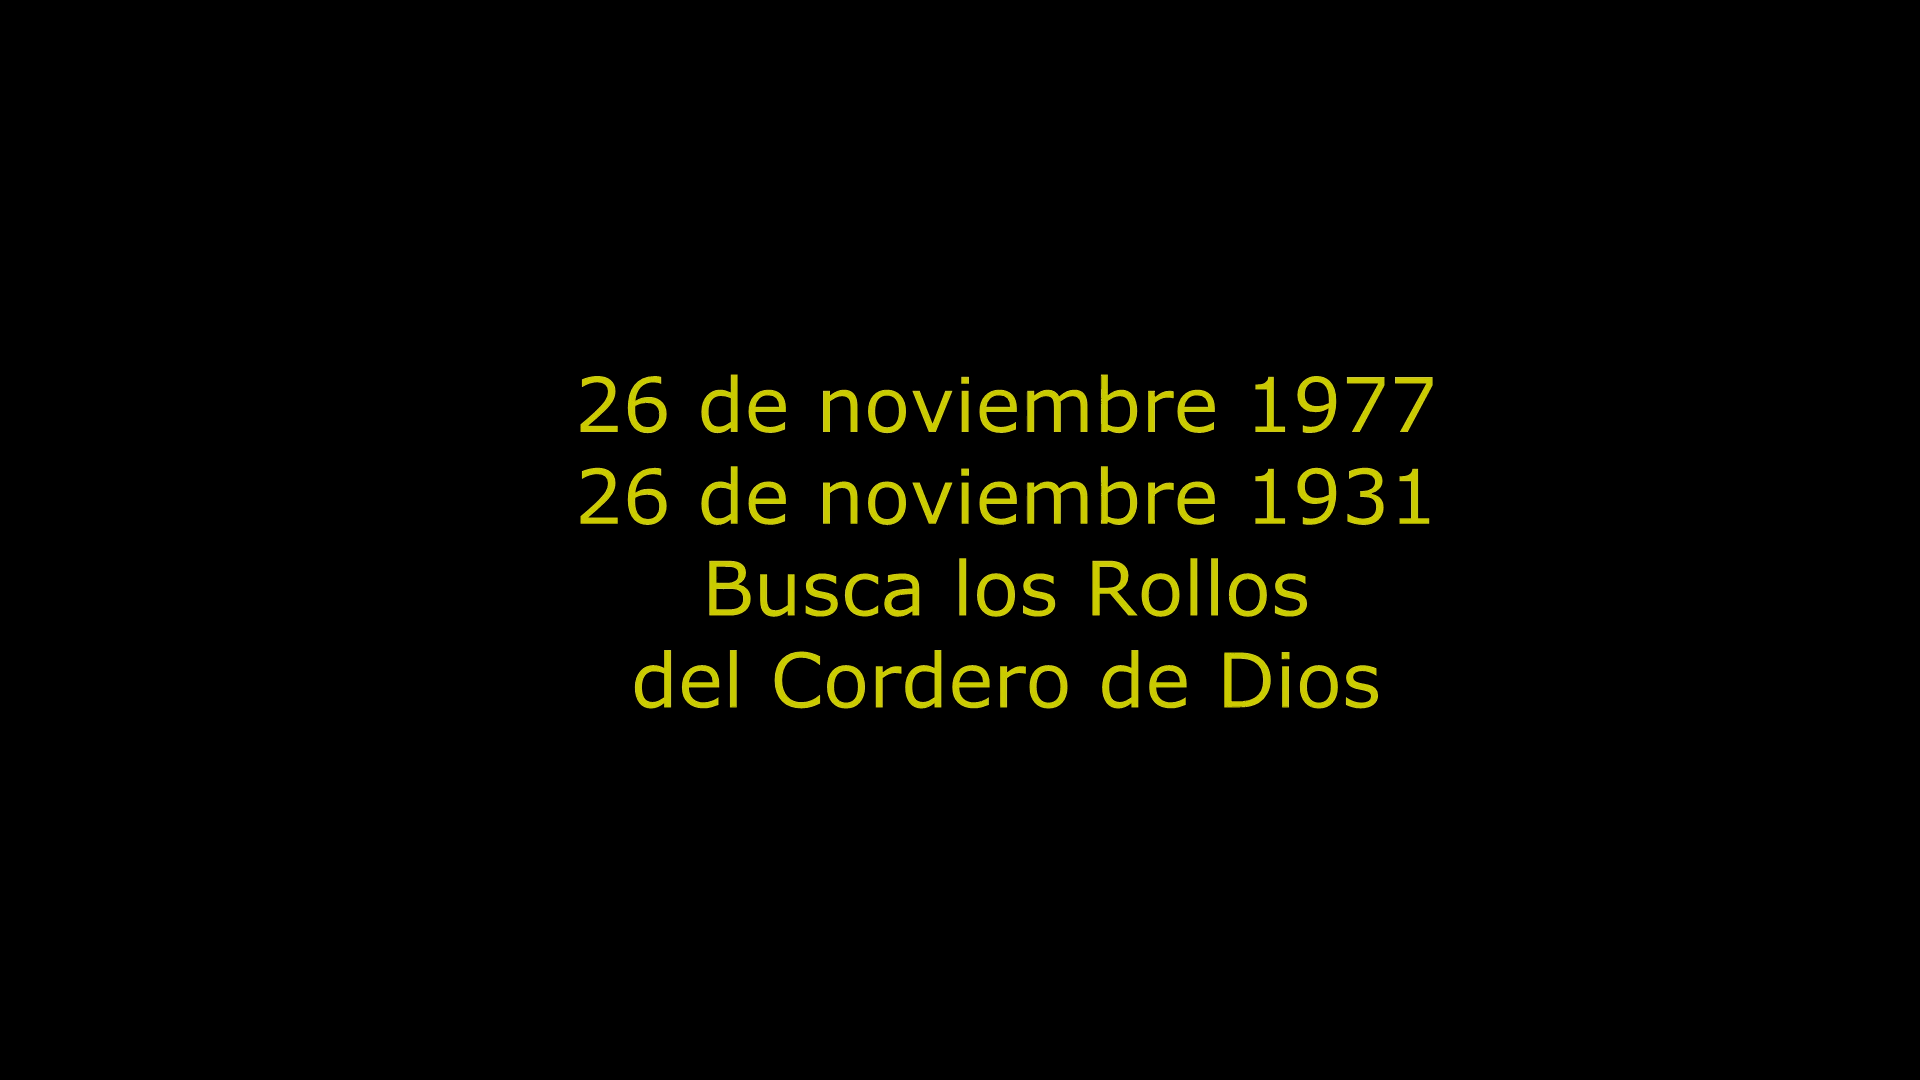 26 de noviembre 1977
26 de noviembre 1931
Busca los Rollos
del Cordero de Dios